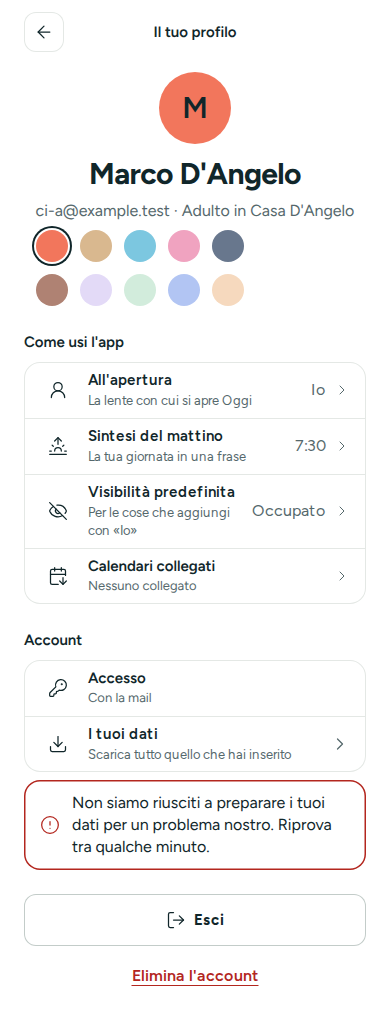 Il tuo profilo
M
Marco D'Angelo
ci-a@example.test · Adulto in Casa D'Angelo
Come usi l'app
All'apertura
La lente con cui si apre Oggi
Io
Sintesi del mattino
La tua giornata in una frase
7:30
Visibilità predefinita
Per le cose che aggiungi
con «Io»
Occupato
Calendari collegati
Nessuno collegato
Account
Accesso
Con la mail
I tuoi dati
Scarica tutto quello che hai inserito
Non siamo riusciti a preparare i tuoi
dati per un problema nostro. Riprova
tra qualche minuto.
Esci
Elimina l'account